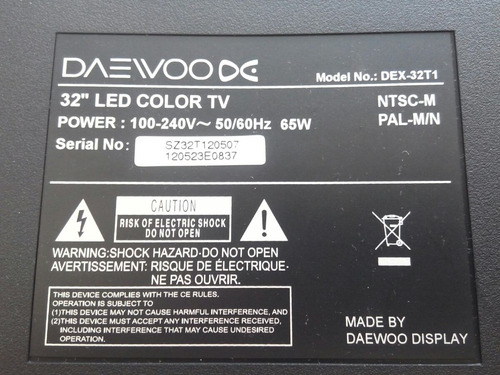 DAEWOO DE
Model No.: DEX-32T1
32" LED COLOR TV
NTSC-M
POWER : 100-240V～ 50/60Hz 65W
PAL-M/N
Serial No: SZ32T120507
120523E0837
CAUTION
RISK OF ELECTRIC SHOCK
DO NOT OPEN
WARNING:SHOCK HAZARD-DO NOT OPEN
AVERTISSEMENT: RISQUE DE ÉLECTRIQUE-
NE PAS OUVRIR.
THIS DEVICE COMPLIES WITH THE CE RULES.
OPERATION IS SUBJECT TO
(1)THIS DEVICE MAY NOT CAUSE HARMFUL INTERFERENCE, AND
(2)THIS DEVICE MUST ACCEPT ANY INTERFERENCE RECEIVED,
INCLUDING INTERFERENCE THAT MAY CAUSE UNDESIRED
OPERATION.
MADE BY
DAEWOO DISPLAY